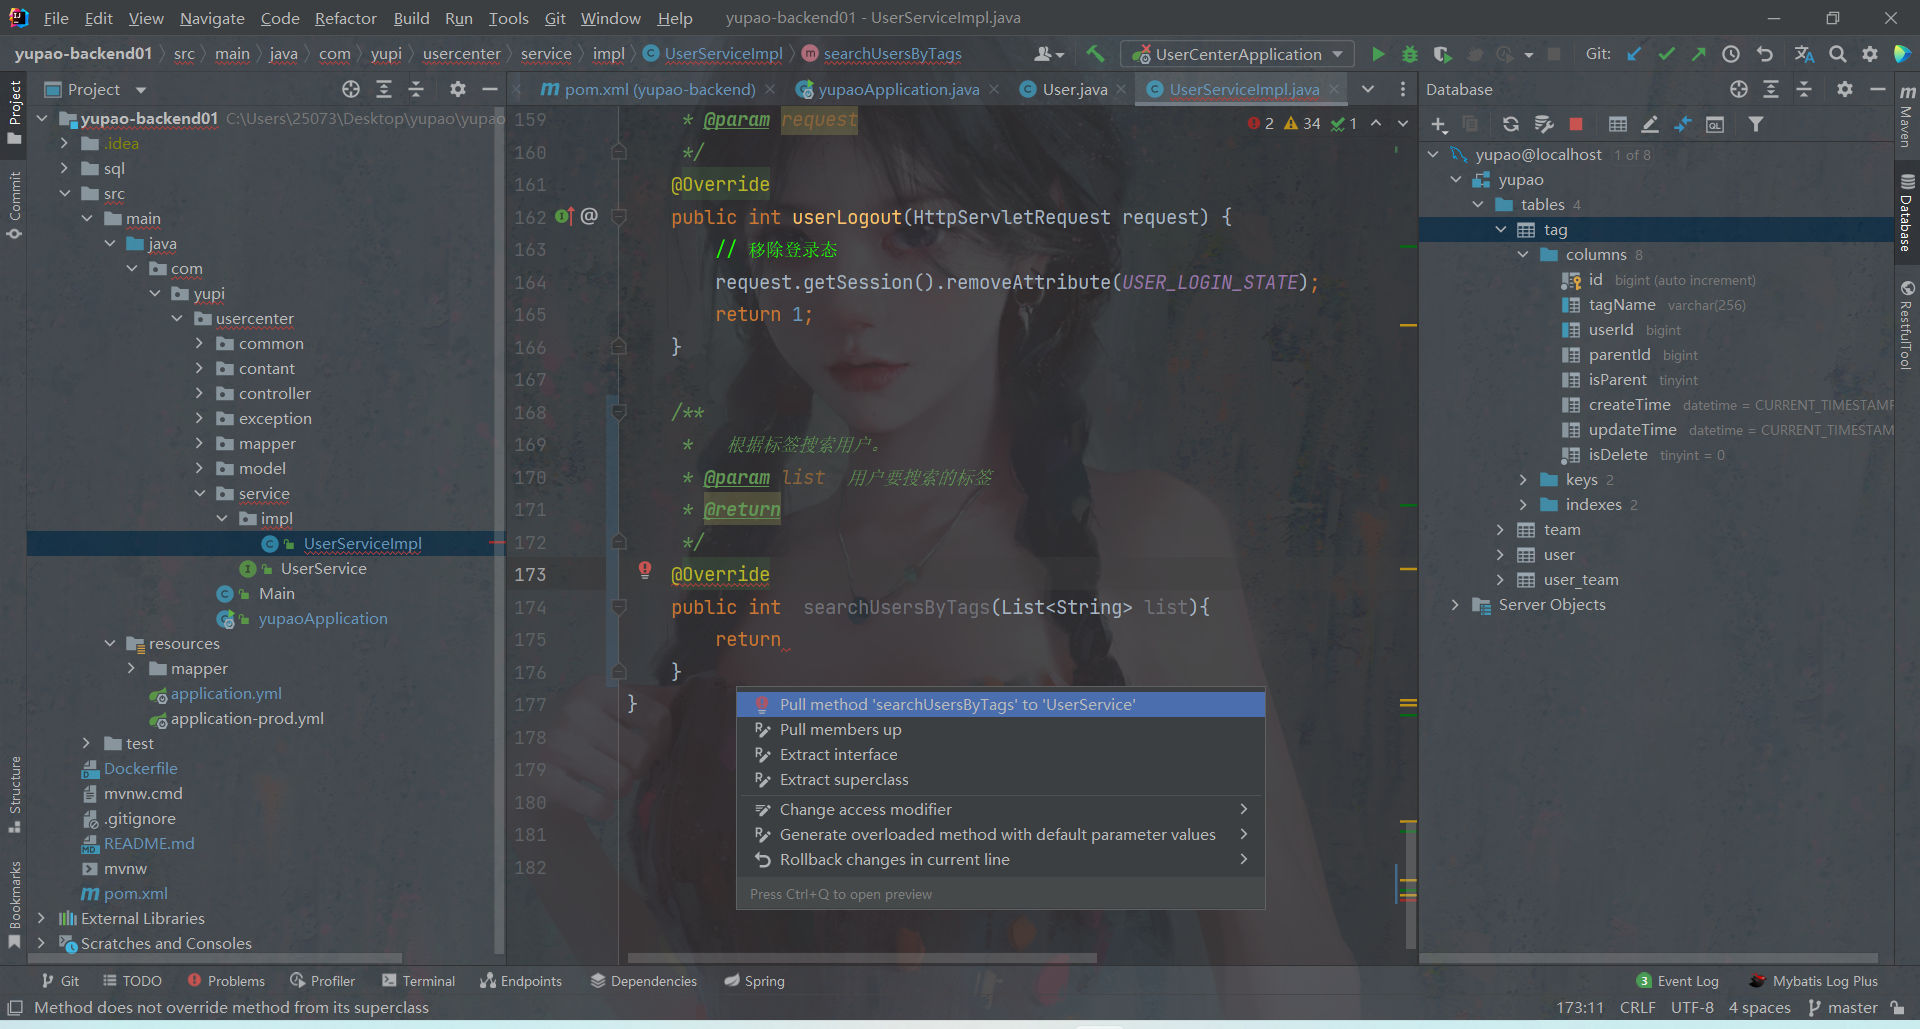 File Edit View Navigate Code Refactor Build Run Tools Git Window Help yupao-backend01 - UserServiceImpl.java
yupao-backend01 src main java com yupi usercenter service impl UserServiceImpl searchUsersByTags UserCenterApplication Git:
Project
pom.xml (yupao-backend) yupaoApplication.java User.java UserServiceImpl.java
Database
yupao-backend01 C:\Users\25073\Desktop\yupao\yupao
.idea
sql
src
main
java
com
yupi
usercenter
common
contant
controller
exception
mapper
model
service
impl
UserServiceImpl
UserService
Main
yupaoApplication
resources
mapper
application.yml
application-prod.yml
test
Dockerfile
mvnw.cmd
.gitignore
README.md
mvnw
pom.xml
External Libraries
Scratches and Consoles
Project
Commit
Structure
Bookmarks
2 34 1
159 * @param request
160 */
161 @Override
162 public int userLogout(HttpServletRequest request) {
163 // 移除登录态
164 request.getSession().removeAttribute(USER_LOGIN_STATE);
165 return 1;
166 }
167
168 /**
169 * 根据标签搜索用户。
170 * @param list 用户要搜索的标签
171 * @return
172 */
173 @Override
174 public int searchUsersByTags(List<String> list){
175 return
176 }
177 }
178
179
180
181
182
Pull method 'searchUsersByTags' to 'UserService'
Pull members up
Extract interface
Extract superclass
Change access modifier
Generate overloaded method with default parameter values
Rollback changes in current line
Press Ctrl+Q to open preview
yupao@localhost 1 of 8
yupao
tables 4
tag
columns 8
id bigint (auto increment)
tagName varchar(256)
userId bigint
parentId bigint
isParent tinyint
createTime datetime = CURRENT_TIMESTAMP
updateTime datetime = CURRENT_TIMESTAM
isDelete tinyint = 0
keys 2
indexes 2
team
user
user_team
Server Objects
Maven
Database
RestfulTool
Git TODO Problems Profiler Terminal Endpoints Dependencies Spring
3 Event Log Mybatis Log Plus
Method does not override method from its superclass
173:11 CRLF UTF-8 4 spaces master